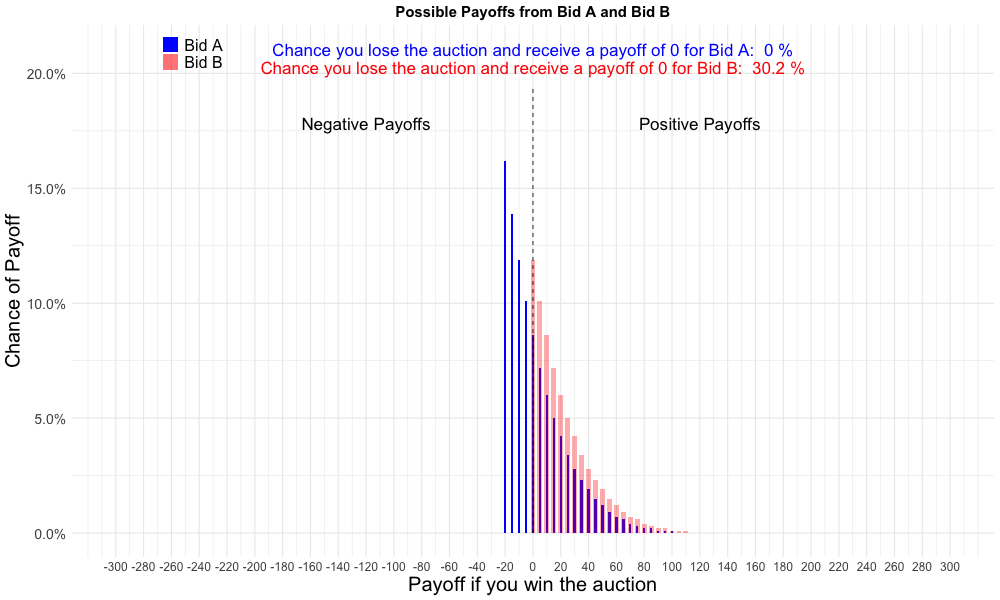 Possible Payoffs from Bid A and Bid B
Bid A
Bid B
Chance you lose the auction and receive a payoff of 0 for Bid A:  0 %
Chance you lose the auction and receive a payoff of 0 for Bid B:  30.2 %
Negative Payoffs
Positive Payoffs
20.0%
15.0%
10.0%
5.0%
0.0%
Chance of Payoff
-300 -280 -260 -240 -220 -200 -180 -160 -140 -120 -100 -80 -60 -40 -20 0 20 40 60 80 100 120 140 160 180 200 220 240 260 280 300
Payoff if you win the auction